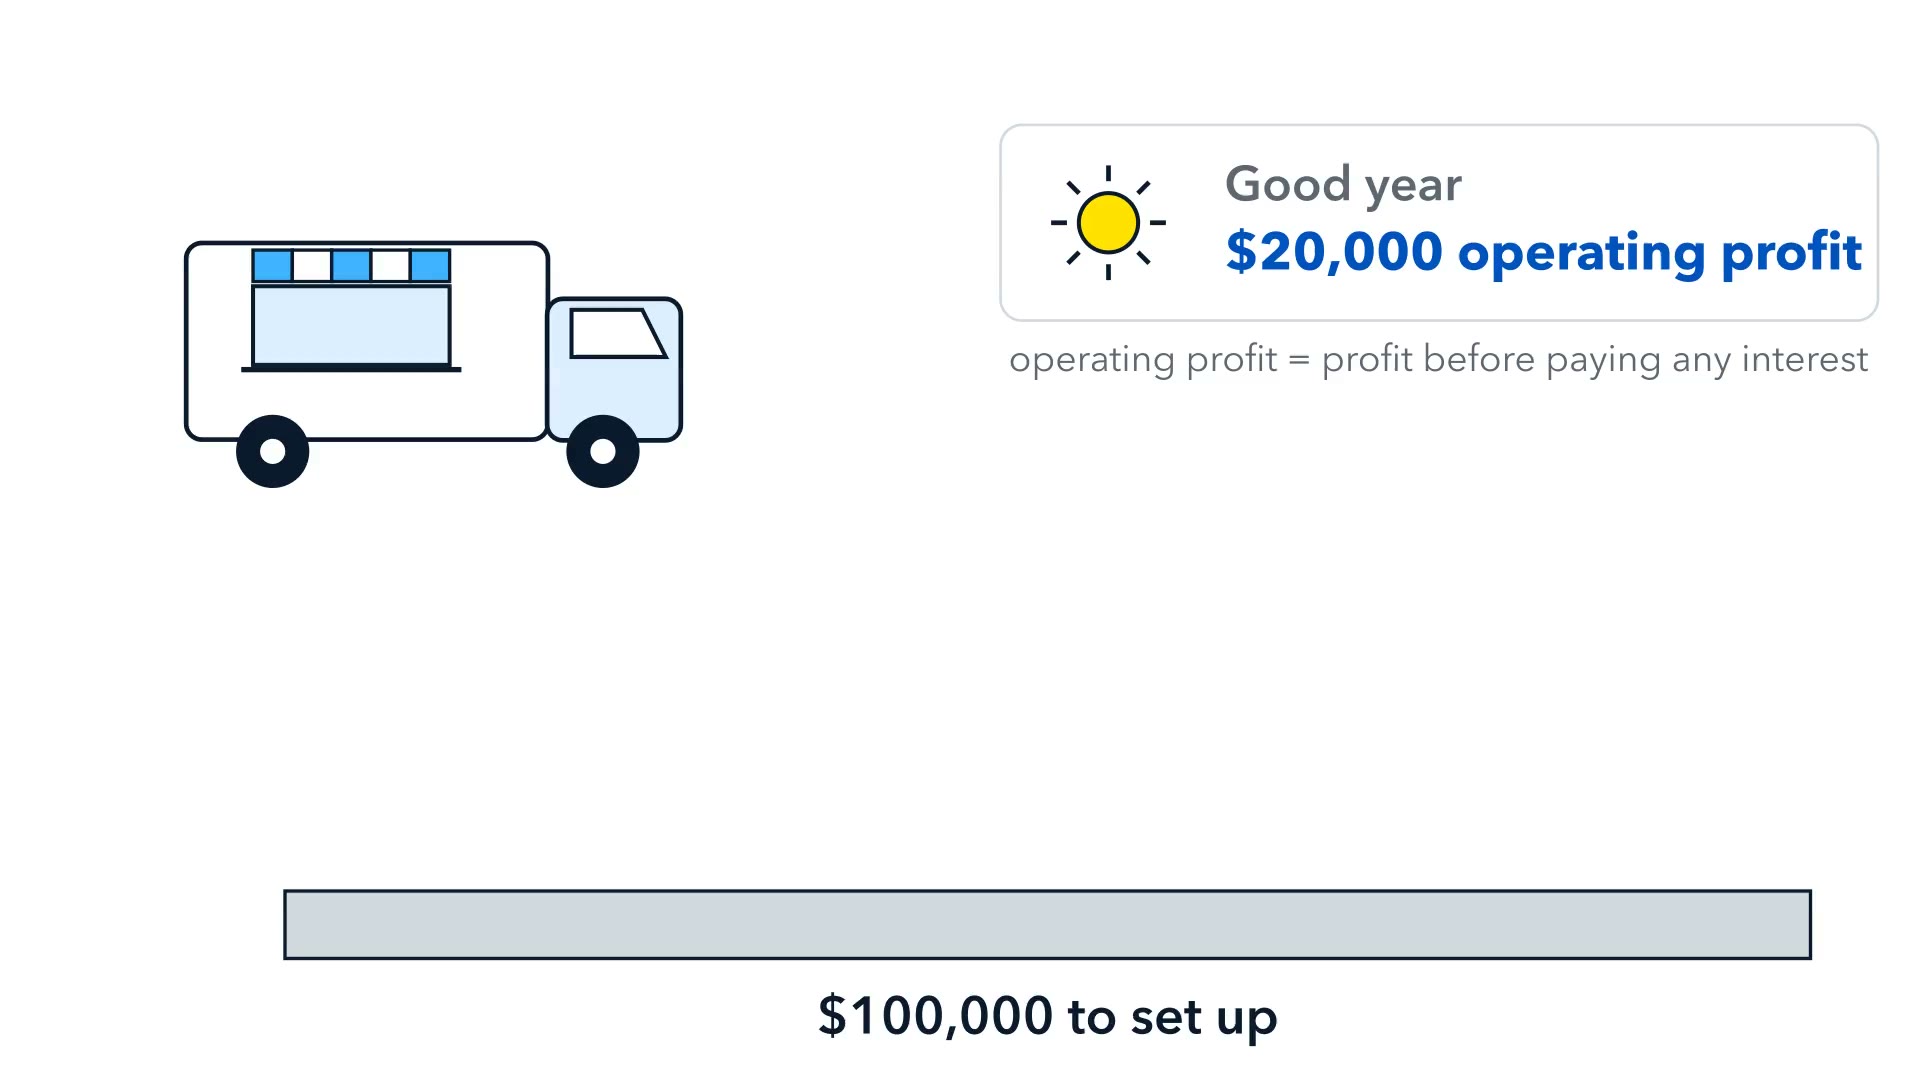 Good year
$20,000 operating profit
operating profit = profit before paying any interest
$100,000 to set up